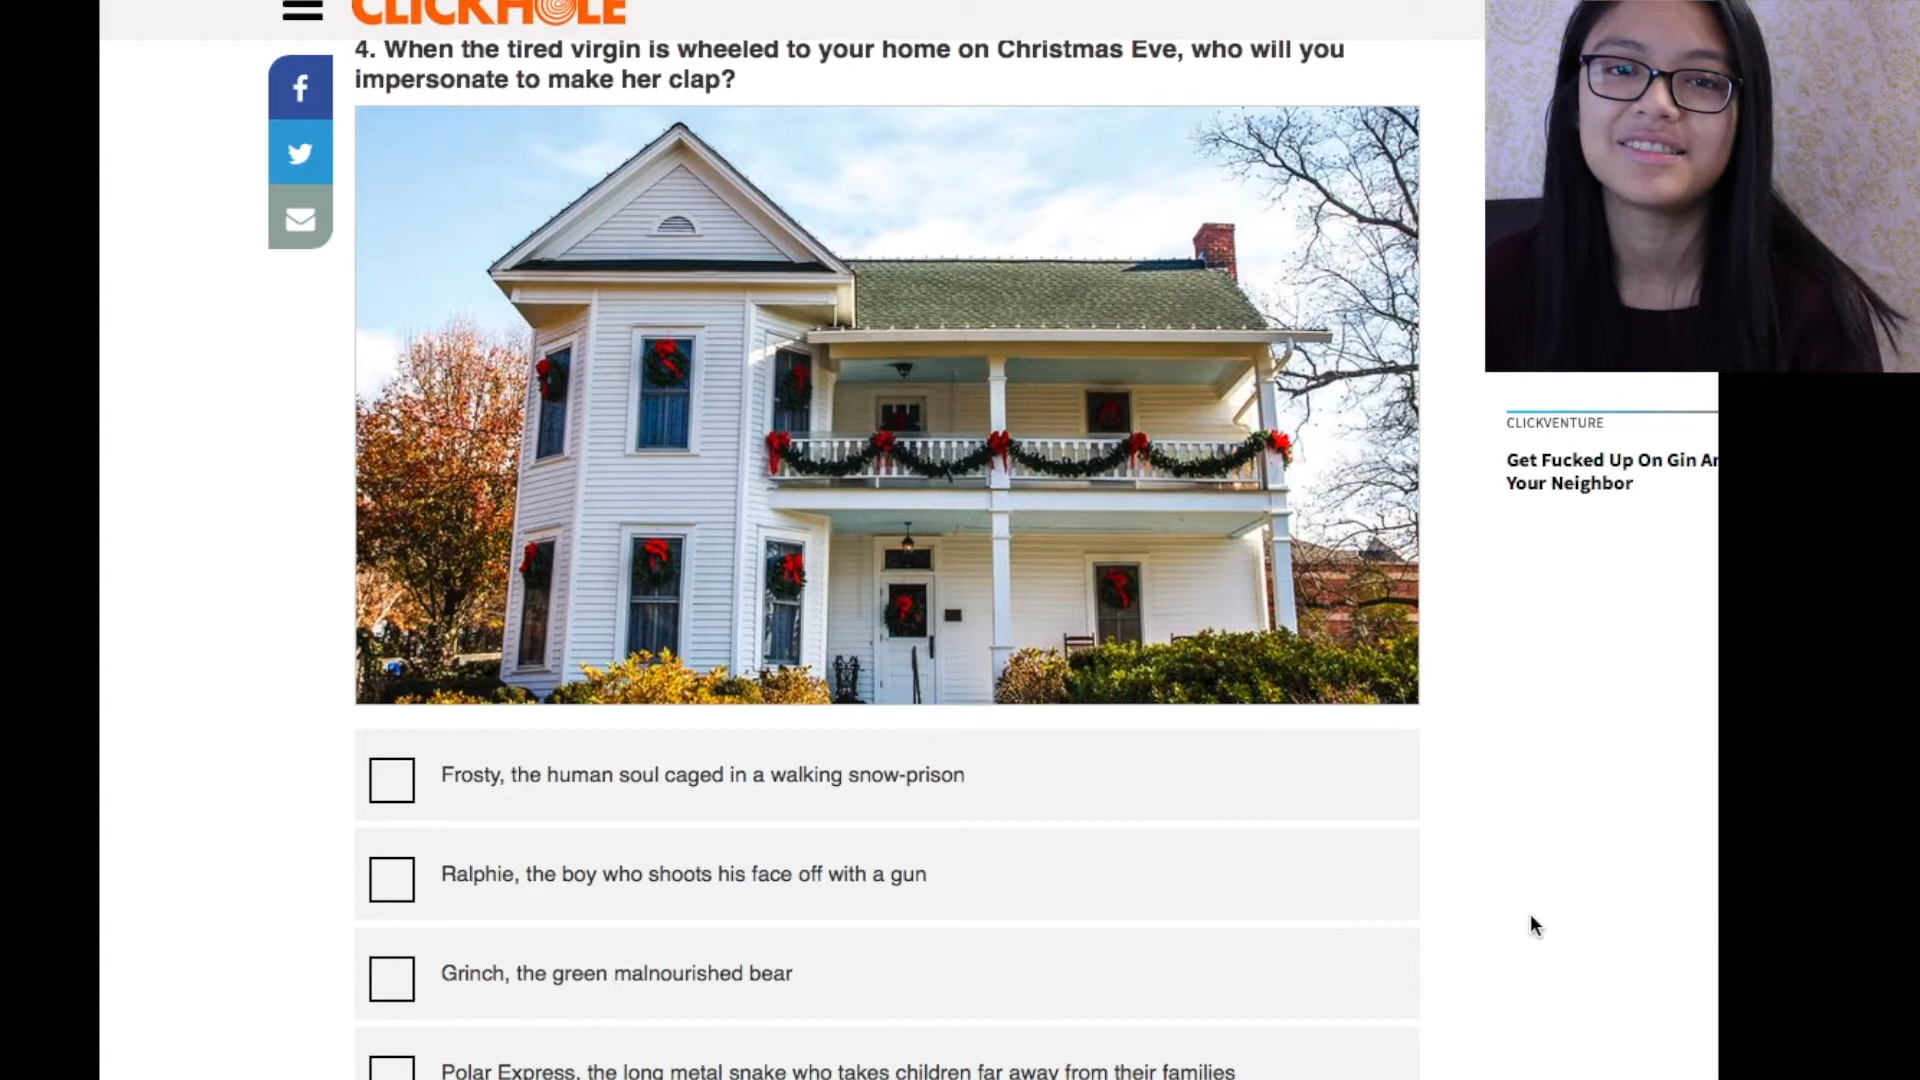 CLICKHOLE
4. When the tired virgin is wheeled to your home on Christmas Eve, who will you
impersonate to make her clap?
f
CLICKVENTURE
Get Fucked Up On Gin
Your Neighbor
Frosty, the human soul caged in a walking snow-prison
Ralphie, the boy who shoots his face off with a gun
Grinch, the green malnourished bear
Polar Express, the long metal snake who takes children far away from their families